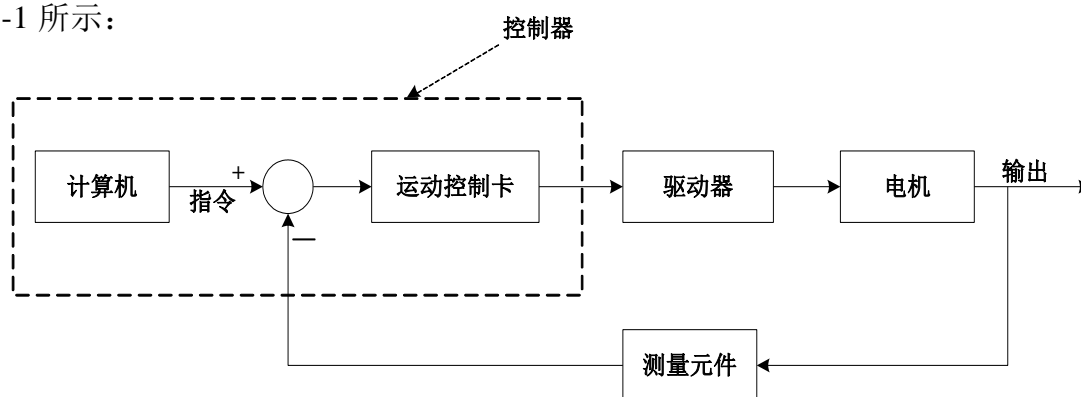 -1 所示：
控制器
计算机
+
指令
运动控制卡
驱动器
电机
输出
—
测量元件